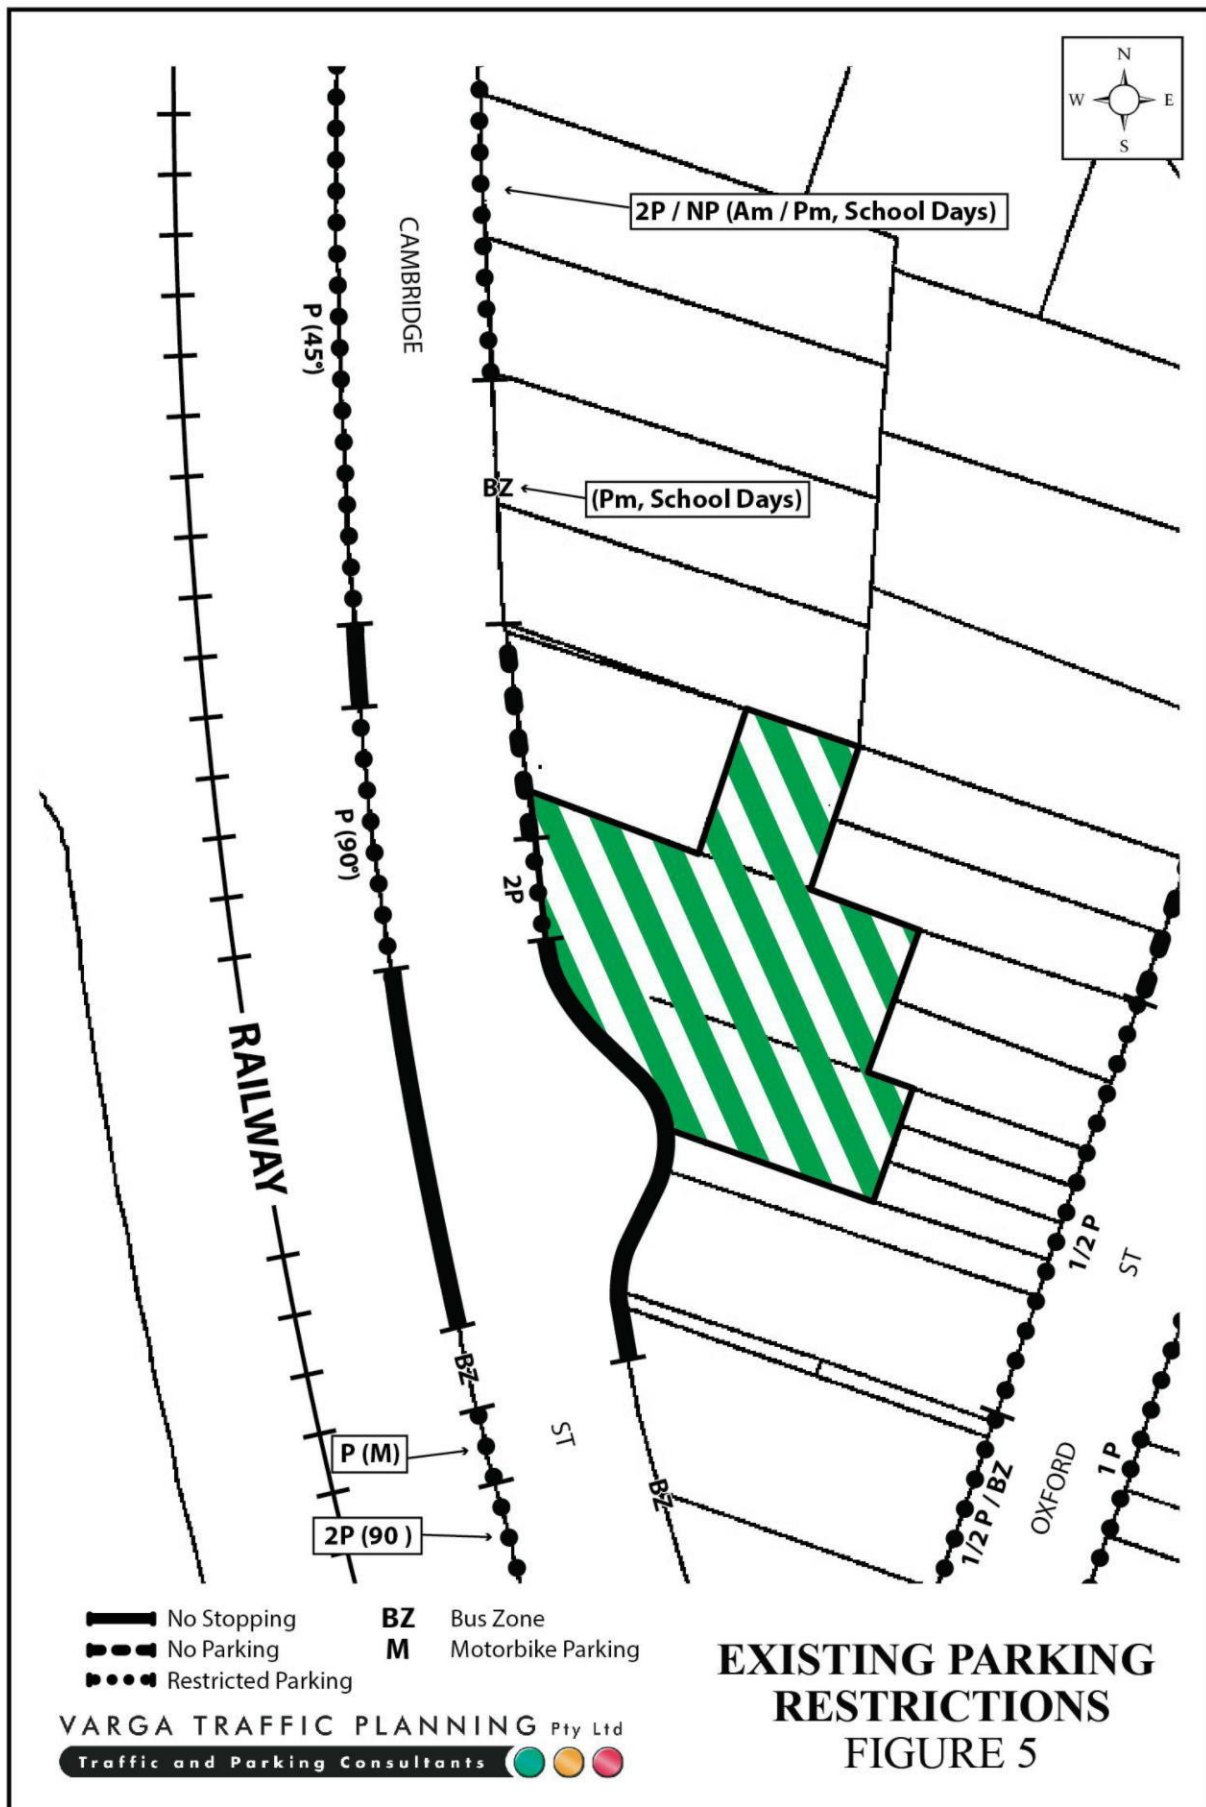 N
W E
S
2P / NP (Am / Pm, School Days)
CAMBRIDGE
P (45°)
BZ
(Pm, School Days)
P (90°)
2P
RAILWAY
1/2 P
ST
BZ
P (M)
ST
1 P
OXFORD
BZ
1/2 P / BZ
2P (90 )
No Stopping
BZ Bus Zone
No Parking
M Motorbike Parking
Restricted Parking
EXISTING PARKING
RESTRICTIONS
FIGURE 5
VARGA TRAFFIC PLANNING Pty Ltd
Traffic and Parking Consultants